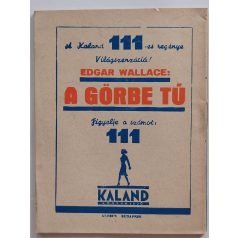 A Kaland 111-es regénye
Világszenzáció!
EDGAR WALLACE:
A GÖRBE TŰ
Figyelje a számot:
111
KALAND